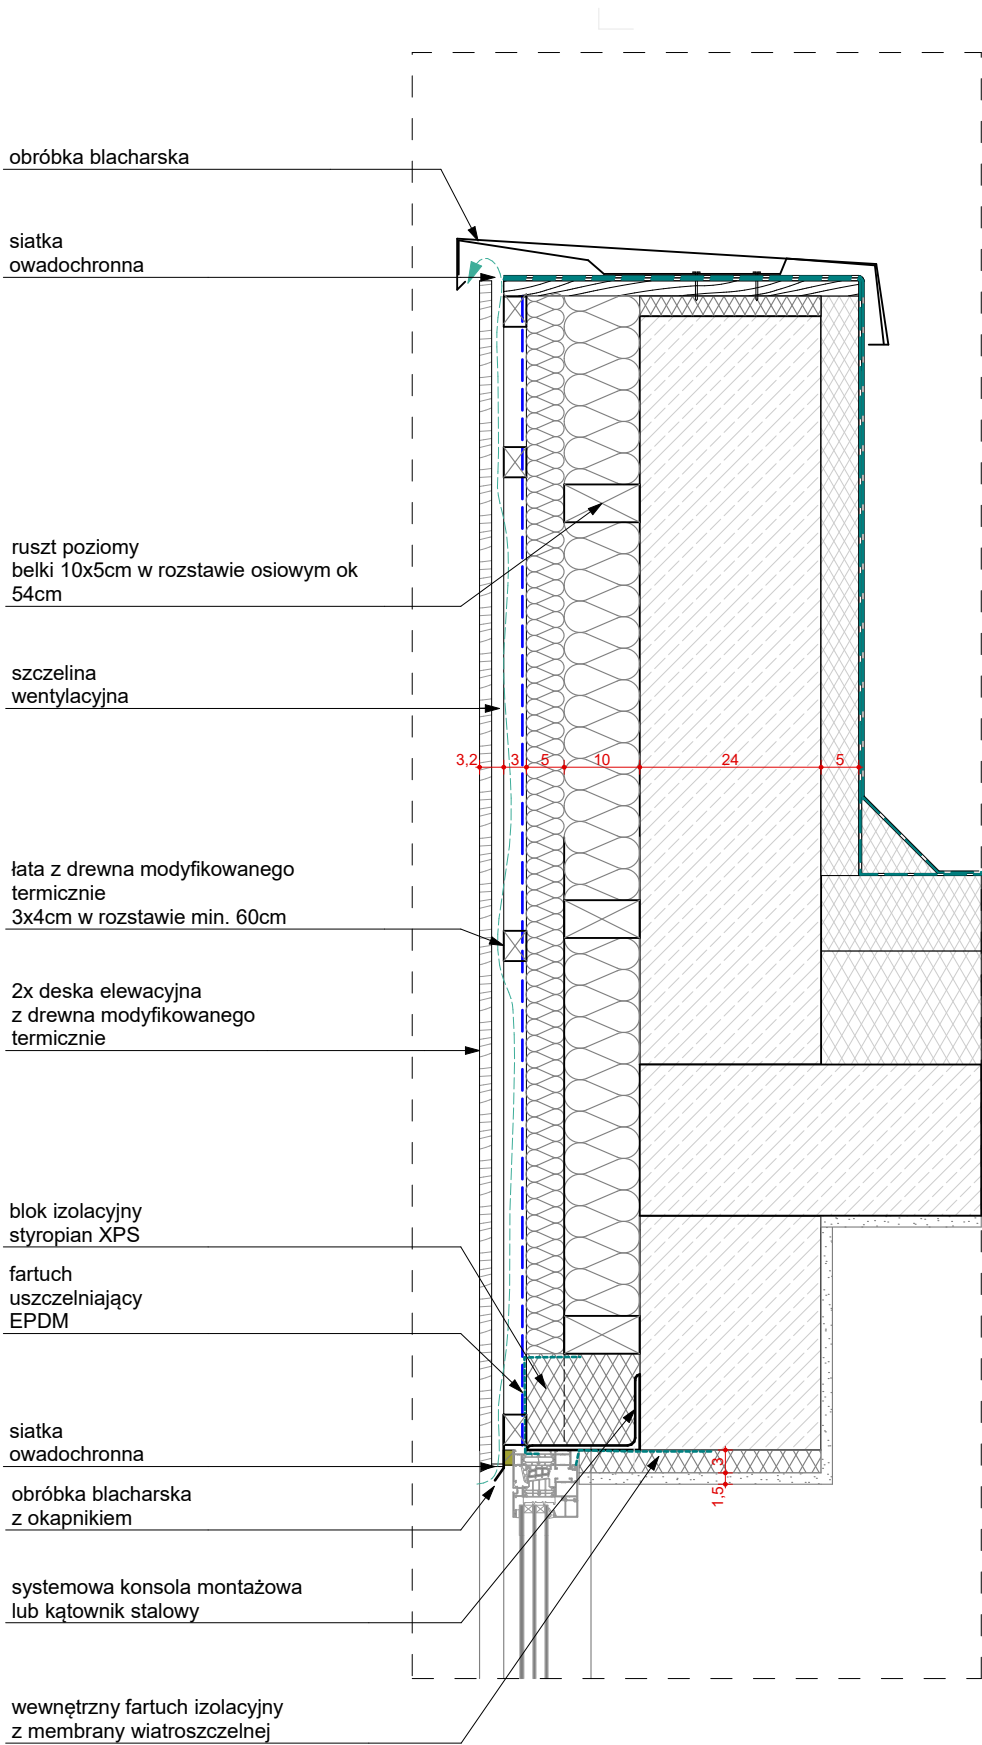 obróbka blacharska
siatka
owadochronna
ruszt poziomy
belki 10x5cm w rozstawie osiowym ok
54cm
szczelina
wentylacyjna
3,2 3 5 10 24 5
łata z drewna modyfikowanego
termicznie
3x4cm w rozstawie min. 60cm
2x deska elewacyjna
z drewna modyfikowanego
termicznie
blok izolacyjny
styropian XPS
fartuch
uszczelniający
EPDM
siatka
owadochronna
3
1,5
obróbka blacharska
z okapnikiem
systemowa konsola montażowa
lub kątownik stalowy
wewnętrzny fartuch izolacyjny
z membrany wiatroszczelnej